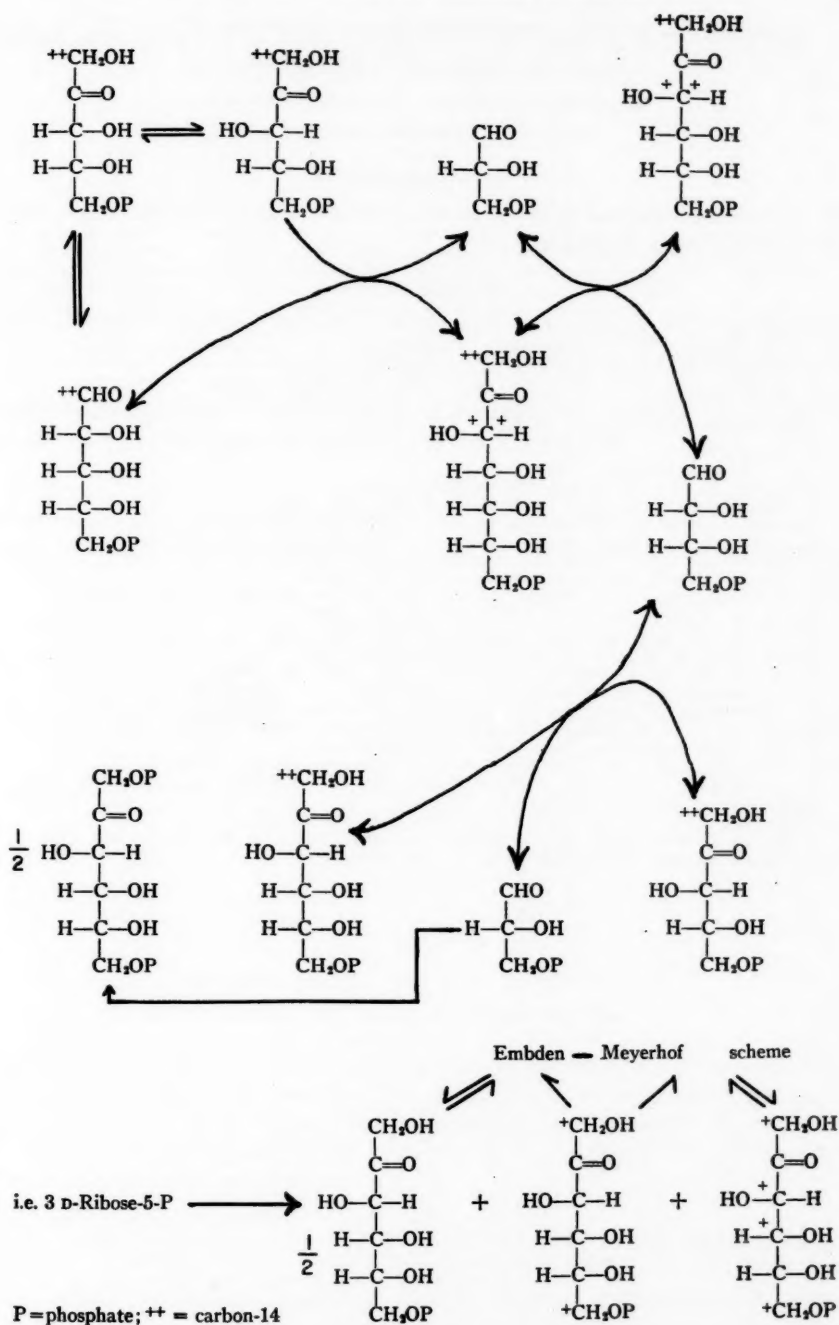 ++CH₂OH
C=O
H—C—OH
H—C—OH
CH₂OP
++CH₂OH
C=O
HO—C—H
H—C—OH
CH₂OP
CHO
H—C—OH
CH₂OP
++CH₂OH
C=O
+ +
HO—C—H
H—C—OH
H—C—OH
CH₂OP
++CHO
H—C—OH
H—C—OH
H—C—OH
CH₂OP
++CH₂OH
C=O
+ +
HO—C—H
H—C—OH
H—C—OH
H—C—OH
CH₂OP
CHO
H—C—OH
H—C—OH
CH₂OP
1/2
CH₂OP
C=O
HO—C—H
H—C—OH
H—C—OH
CH₂OP
++CH₂OH
C=O
HO—C—H
H—C—OH
H—C—OH
CH₂OP
CHO
H—C—OH
CH₂OP
++CH₂OH
C=O
HO—C—H
H—C—OH
CH₂OP
Embden — Meyerhof scheme
i.e. 3 D-Ribose-5-P
1/2
CH₂OH
C=O
HO—C—H
H—C—OH
H—C—OH
CH₂OP
+
+CH₂OH
C=O
HO—C—H
H—C—OH
H—C—OH
+CH₂OP
+
+CH₂OH
C=O
+
HO—C—H
+
H—C—OH
H—C—OH
+CH₂OP
P=phosphate; ++ = carbon-14